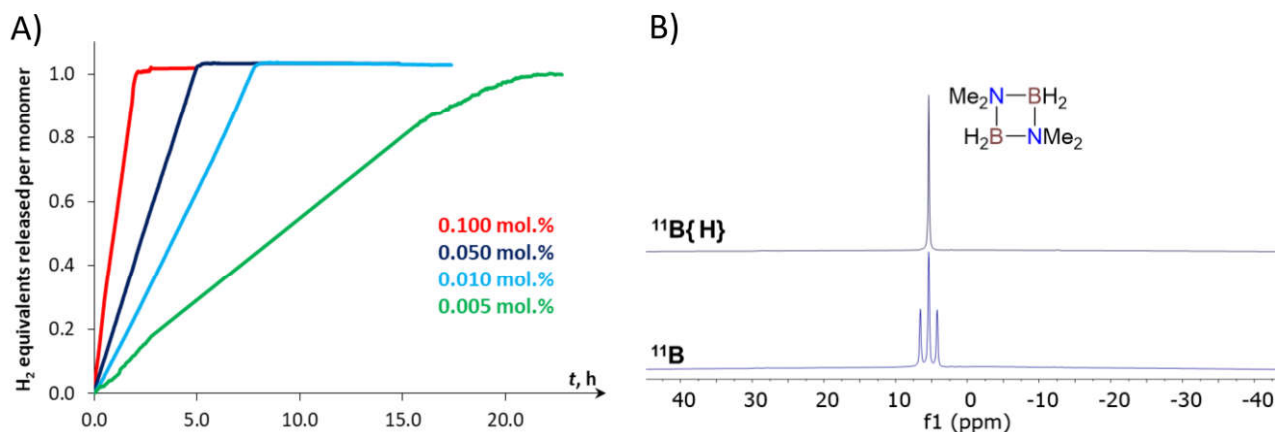 A)
H₂ equivalents released per monomer
1.0
0.8
0.6
0.4
0.2
0.0
0.100 mol.%
0.050 mol.%
0.010 mol.%
0.005 mol.%
t, h
0.0 5.0 10.0 15.0 20.0
B)
Me₂N BH₂
H₂B NMe₂
¹¹B{ H}
¹¹B
40 30 20 10 0 -10 -20 -30 -40
f1 (ppm)